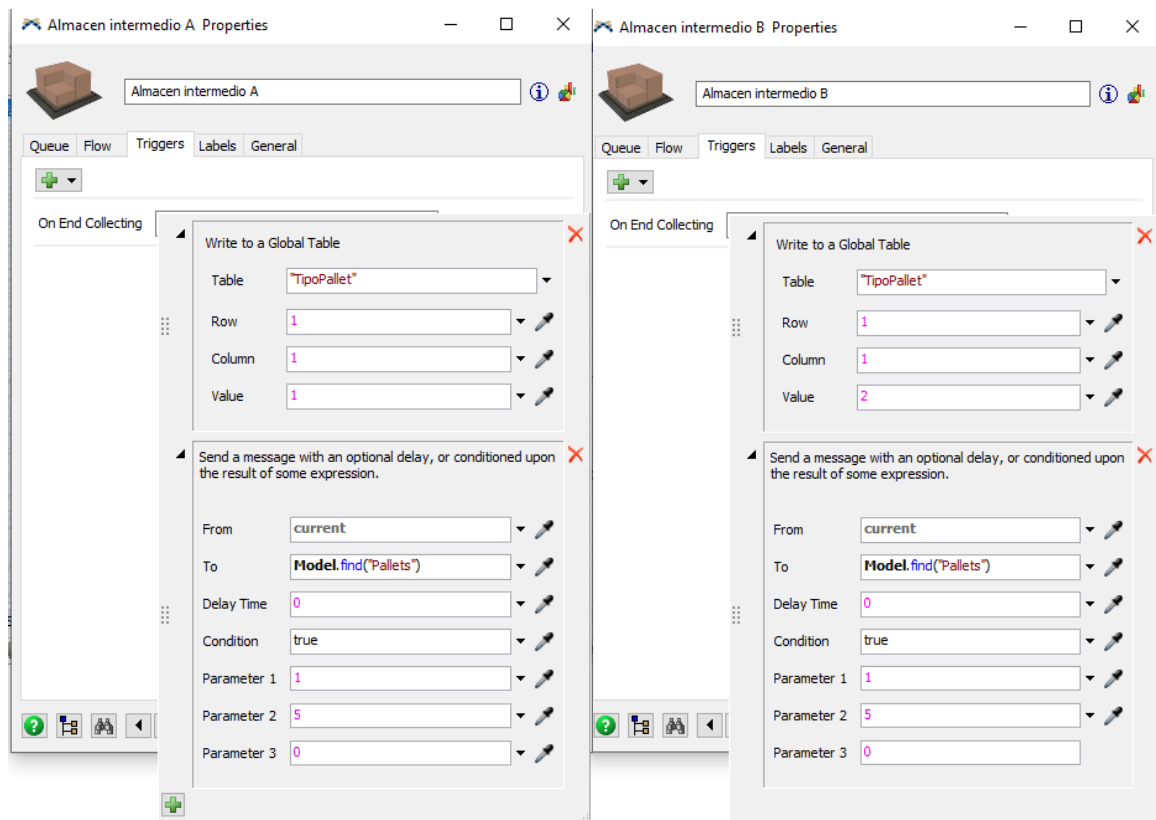 Almacen intermedio A Properties
Almacen intermedio A
Queue Flow Triggers Labels General
On End Collecting
Write to a Global Table
Table "TipoPallet"
Row 1
Column 1
Value 1
Send a message with an optional delay, or conditioned upon
the result of some expression.
From current
To Model.find("Pallets")
Delay Time 0
Condition true
Parameter 1 1
Parameter 2 5
Parameter 3 0
Almacen intermedio B Properties
Almacen intermedio B
Queue Flow Triggers Labels General
On End Collecting
Write to a Global Table
Table "TipoPallet"
Row 1
Column 1
Value 2
Send a message with an optional delay, or conditioned upon
the result of some expression.
From current
To Model.find("Pallets")
Delay Time 0
Condition true
Parameter 1 1
Parameter 2 5
Parameter 3 0